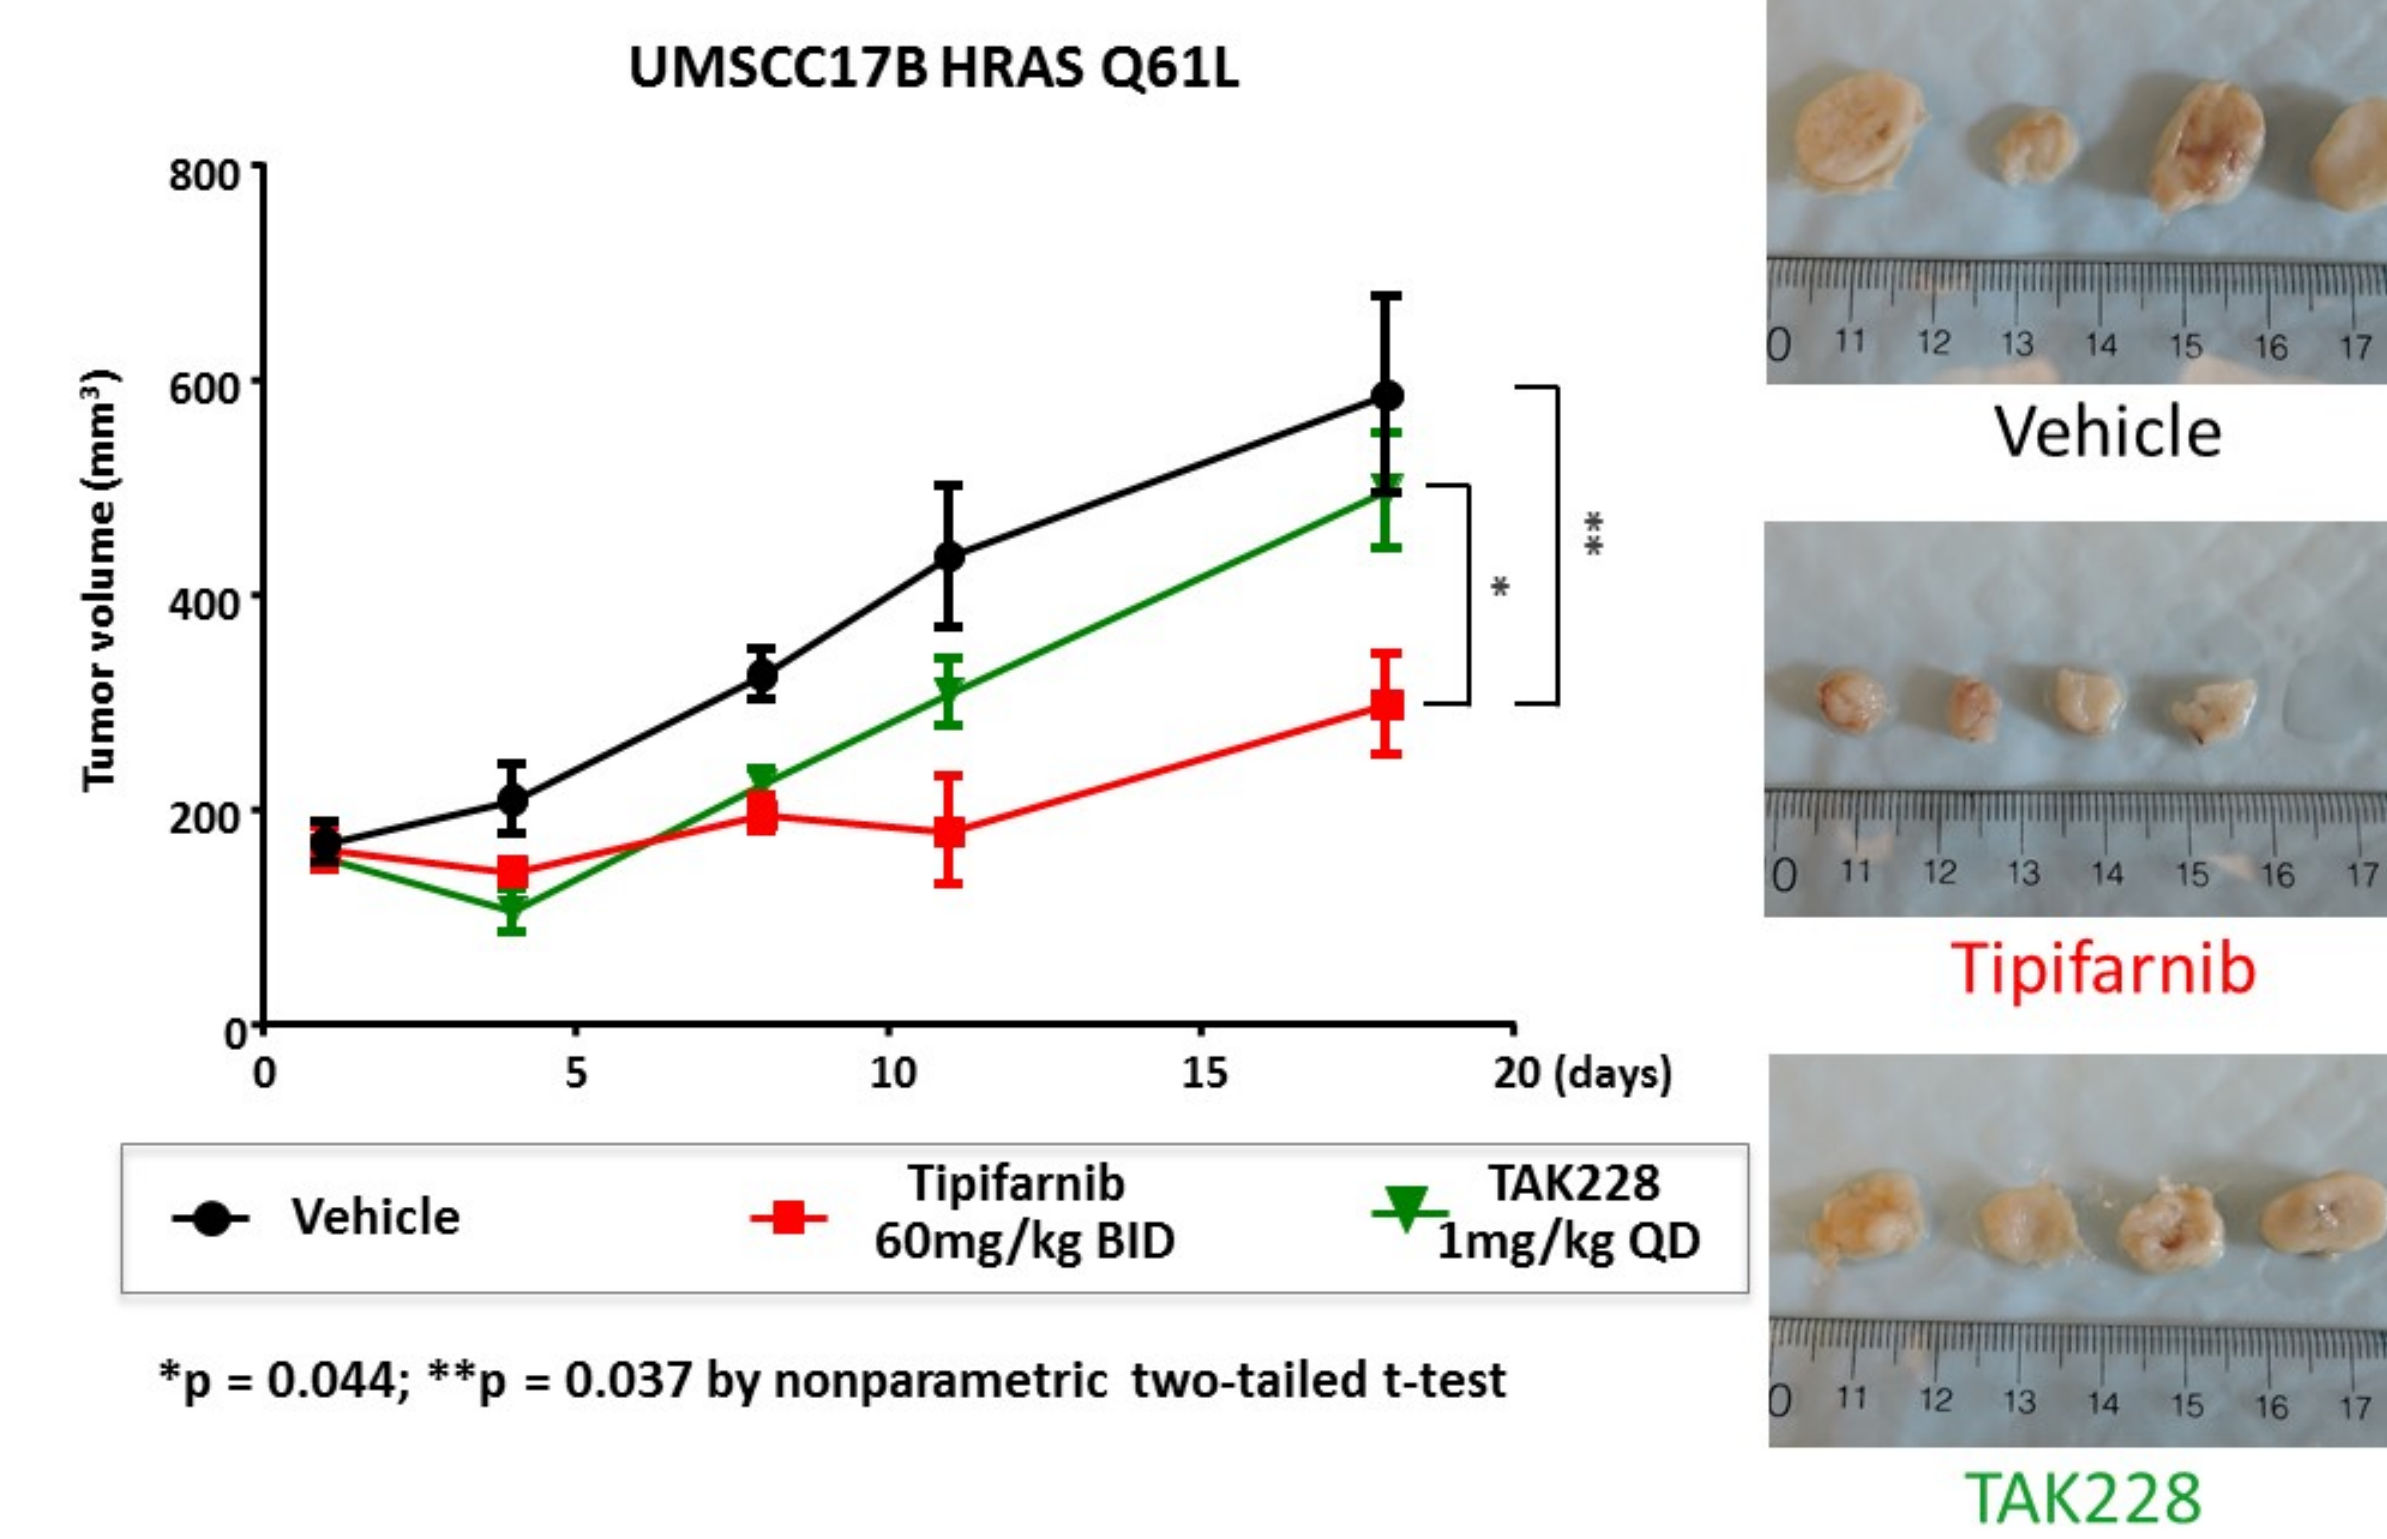 UMSCC17B HRAS Q61L
Tumor volume (mm³)
800
600
400
200
0
0 5 10 15 20 (days)
*
**
Vehicle
Tipifarnib
60mg/kg BID
TAK228
1mg/kg QD
*p = 0.044; **p = 0.037 by nonparametric two-tailed t-test
0 11 12 13 14 15 16 17
Vehicle
0 11 12 13 14 15 16 17
Tipifarnib
0 11 12 13 14 15 16 17
TAK228